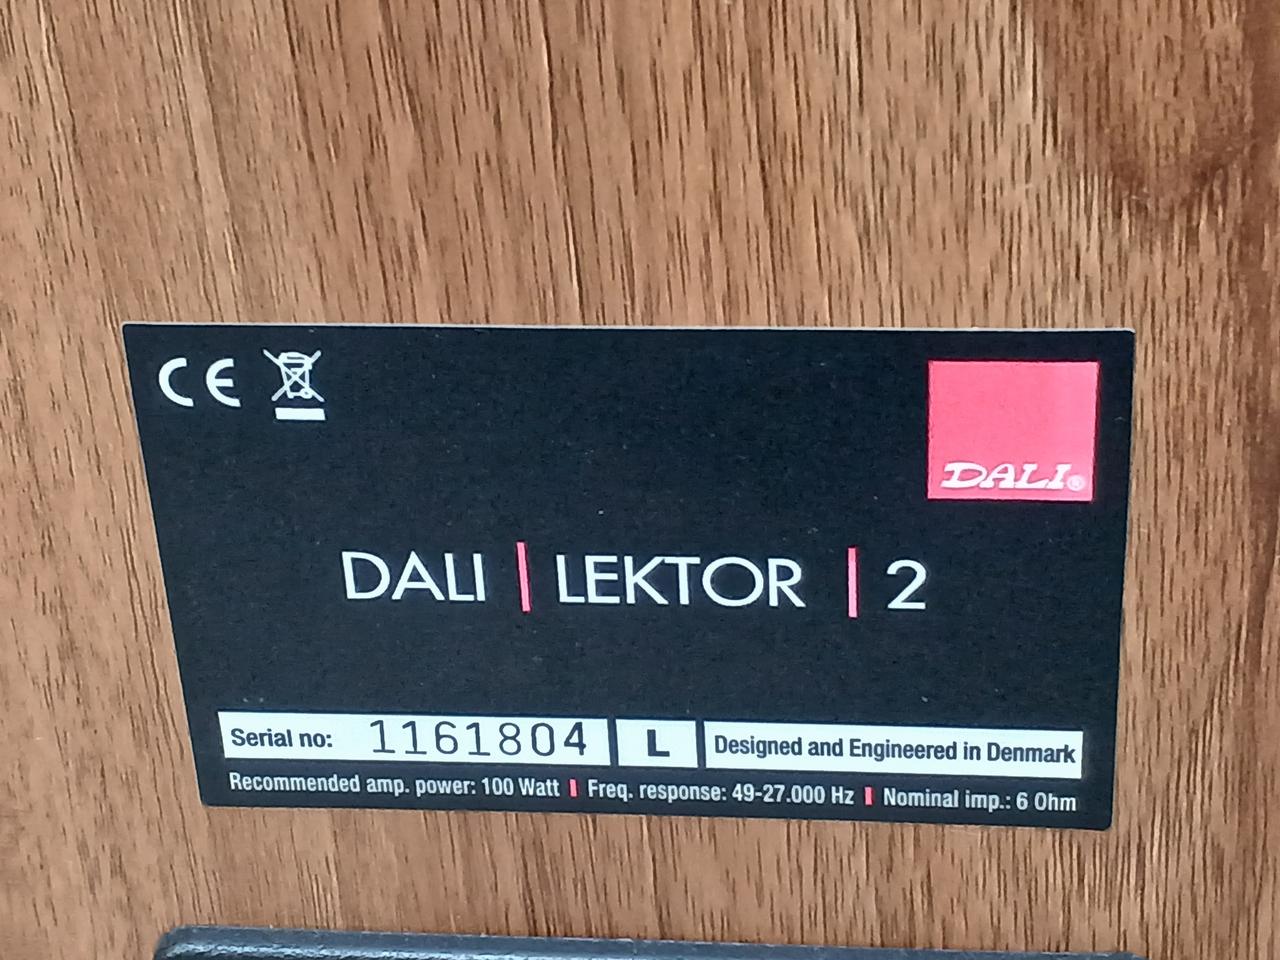 CE
DALI®
DALI | LEKTOR | 2
Serial no: 1161804 L Designed and Engineered in Denmark
Recommended amp. power: 100 Watt | Freq. response: 49-27.000 Hz | Nominal imp.: 6 Ohm